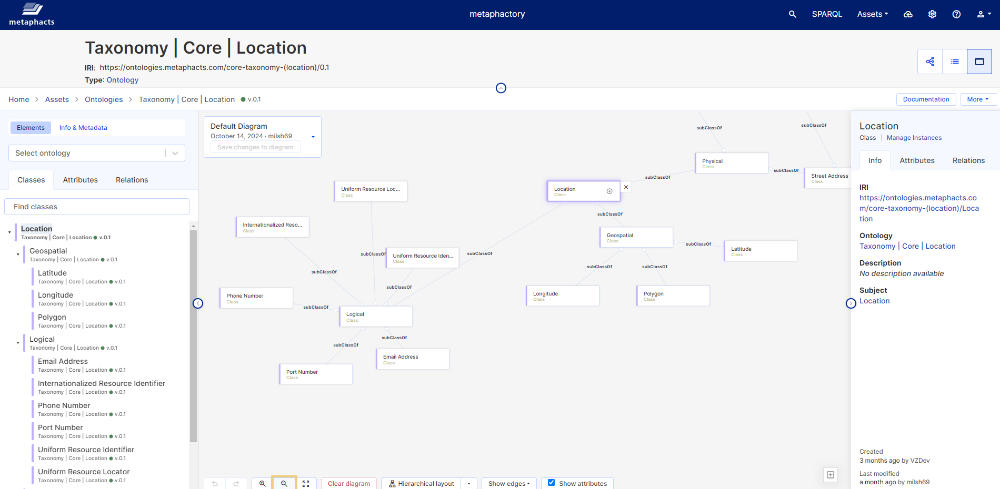 metaphacts
metaphactory
SPARQL
Assets
Taxonomy | Core | Location
IRI: https://ontologies.metaphacts.com/core-taxonomy-(location)/0.1
Type: Ontology
Home > Assets > Ontologies > Taxonomy | Core | Location v.0.1
Documentation
More
Elements
Info & Metadata
Select ontology
Classes
Attributes
Relations
Find classes
Location
Taxonomy | Core | Location v.0.1
Geospatial
Taxonomy | Core | Location v.0.1
Latitude
Taxonomy | Core | Location v.0.1
Longitude
Taxonomy | Core | Location v.0.1
Polygon
Taxonomy | Core | Location v.0.1
Logical
Taxonomy | Core | Location v.0.1
Email Address
Taxonomy | Core | Location v.0.1
Internationalized Resource Identifier
Taxonomy | Core | Location v.0.1
Phone Number
Taxonomy | Core | Location v.0.1
Port Number
Taxonomy | Core | Location v.0.1
Uniform Resource Identifier
Taxonomy | Core | Location v.0.1
Uniform Resource Locator
Taxonomy | Core | Location v.0.1
Default Diagram
October 14, 2024 · milsh69
Save changes to diagram
subClassOf
subClassOf
Physical
Class
subClassOf
Street Address
Class
subClassOf
Location
Class
Uniform Resource Loc...
Class
subClassOf
Internationalized Reso...
Class
Geospatial
Class
subClassOf
Latitude
Class
subClassOf
Uniform Resource Iden...
Class
subClassOf
subClassOf
subClassOf
subClassOf
subClassOf
Phone Number
Class
subClassOf
Longitude
Class
Polygon
Class
Logical
Class
subClassOf
subClassOf
Email Address
Class
Port Number
Class
Clear diagram
Hierarchical layout
Show edges
Show attributes
Location
Class | Manage Instances
Info
Attributes
Relations
IRI
https://ontologies.metaphacts.co
m/core-taxonomy-(location)/Loca
tion
Ontology
Taxonomy | Core | Location
Description
No description available
Subject
Location
Created
3 months ago by VZDev
Last modified
a month ago by milsh69